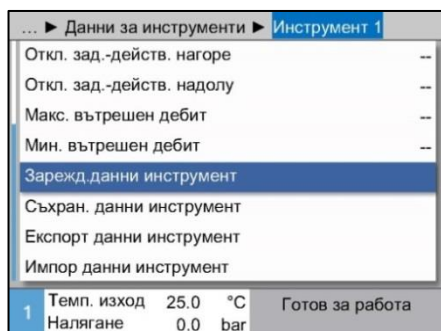 ... ► Данни за инструменти ► Инструмент 1
Откл. зад.-действ. нагоре --
Откл. зад.-действ. надолу --
Макс. вътрешен дебит --
Мин. вътрешен дебит --
Зарежд.данни инструмент
Съхран. данни инструмент
Експорт данни инструмент
Импор данни инструмент
1 Темп. изход 25.0 °C Готов за работа
Налягане 0.0 bar